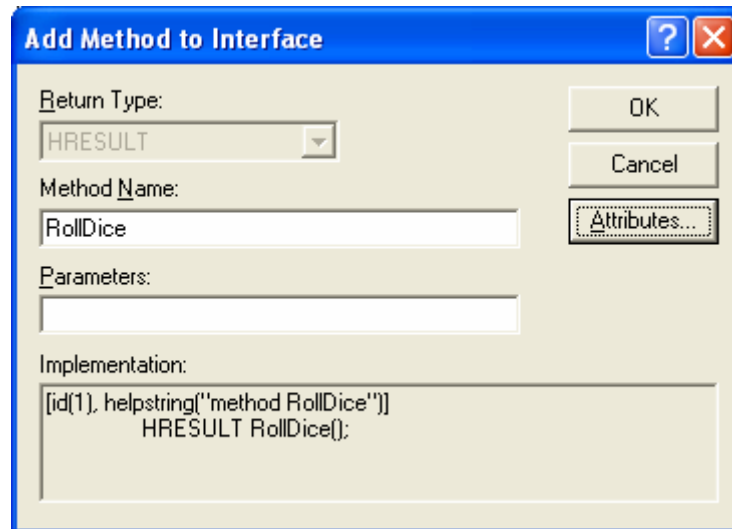 Add Method to Interface
Return Type:
HRESULT
OK
Cancel
Method Name:
RollDice
Attributes...
Parameters:
Implementation:
[id(1), helpstring("method RollDice")]
HRESULT RollDice();